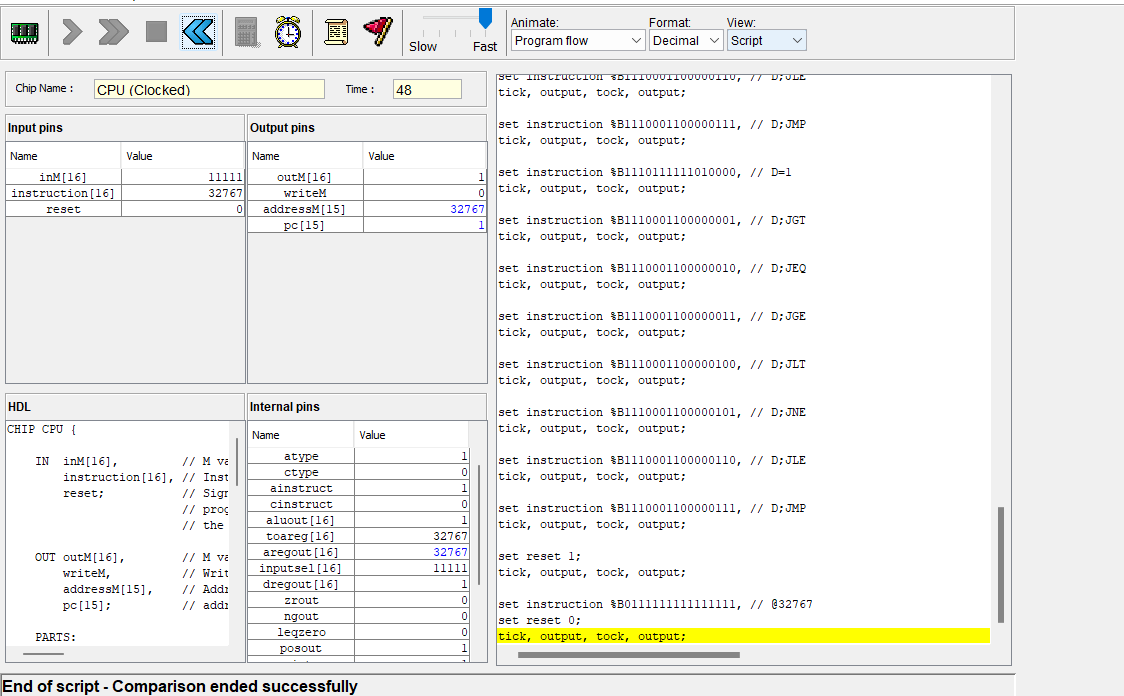 Animate: Format: View:
Slow Fast Program flow Decimal Script
Chip Name : CPU (Clocked) Time : 48
Input pins
Name Value
inM[16] 11111
instruction[16] 32767
reset 0
Output pins
Name Value
outM[16] 1
writeM 0
addressM[15] 32767
pc[15] 1
HDL
CHIP CPU {
IN inM[16], // M va
instruction[16], // Inst
reset; // Sign
// prog
// the
OUT outM[16], // M va
writeM, // Writ
addressM[15], // Addr
pc[15]; // addr
PARTS:
Internal pins
Name Value
atype 1
ctype 0
ainstruct 1
cinstruct 0
aluout[16] 1
toareg[16] 32767
aregout[16] 32767
inputsel[16] 11111
dregout[16] 1
zrout 0
ngout 0
leqzero 0
posout 1
set instruction %B1110001100000110, // D;JLE
tick, output, tock, output;
set instruction %B1110001100000111, // D;JMP
tick, output, tock, output;
set instruction %B1110111111010000, // D=1
tick, output, tock, output;
set instruction %B1110001100000001, // D;JGT
tick, output, tock, output;
set instruction %B1110001100000010, // D;JEQ
tick, output, tock, output;
set instruction %B1110001100000011, // D;JGE
tick, output, tock, output;
set instruction %B1110001100000100, // D;JLT
tick, output, tock, output;
set instruction %B1110001100000101, // D;JNE
tick, output, tock, output;
set instruction %B1110001100000110, // D;JLE
tick, output, tock, output;
set instruction %B1110001100000111, // D;JMP
tick, output, tock, output;
set reset 1;
tick, output, tock, output;
set instruction %B0111111111111111, // @32767
set reset 0;
tick, output, tock, output;
End of script - Comparison ended successfully